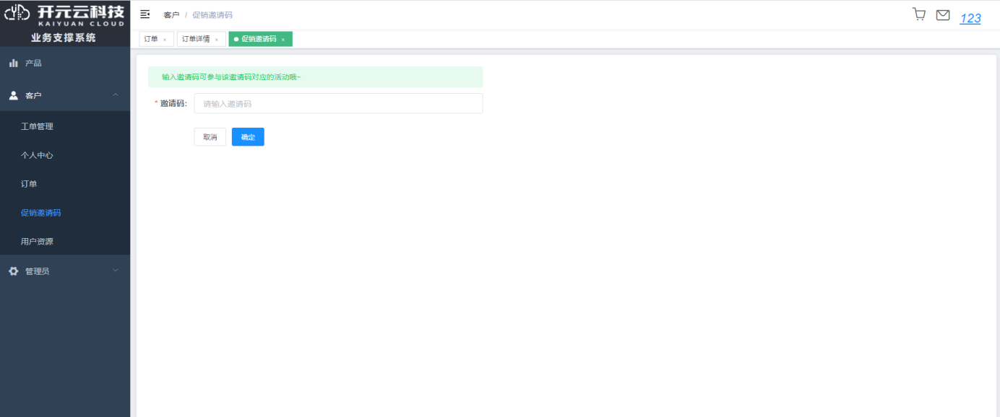 开元云科技
KAIYUAN CLOUD
业务支撑系统
客户 / 促销邀请码
123
订单 × 订单详情 × 促销邀请码 ×
产品
客户
工单管理
个人中心
订单
促销邀请码
用户资源
管理员
输入邀请码可参与该邀请码对应的活动哦~
* 邀请码: 请输入邀请码
取消 确定